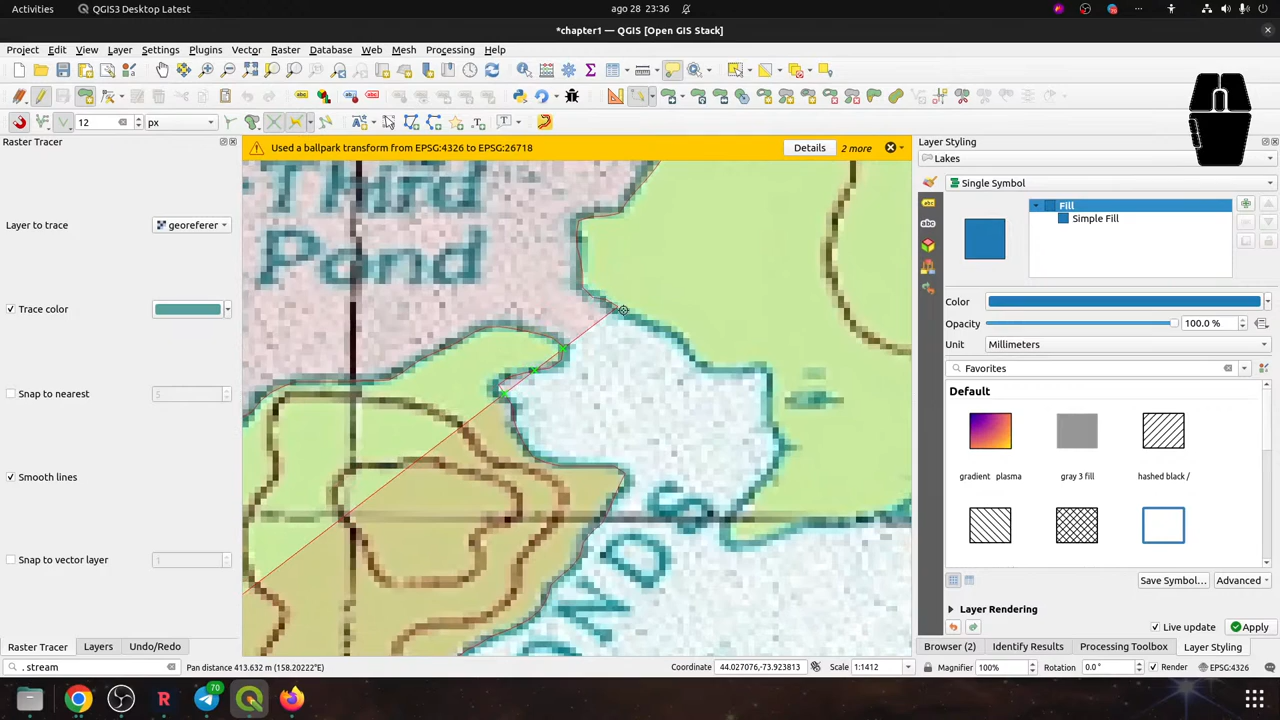 Activities
QGIS3 Desktop Latest
ago 28 23:36
*chapter1 — QGIS [Open GIS Stack]
Project Edit View Layer Settings Plugins Vector Raster Database Web Mesh Processing Help
12 px
Raster Tracer
Layer to trace georeferer
Trace color
Snap to nearest 5
Smooth lines
Snap to vector layer 1
Raster Tracer Layers Undo/Redo
Used a ballpark transform from EPSG:4326 to EPSG:26718
Details 2 more
Third
Pond
ONDS
Layer Styling
Lakes
Single Symbol
Fill
Simple Fill
Color
Opacity 100.0 %
Unit Millimeters
Favorites
Default
gradient plasma gray 3 fill hashed black /
Save Symbol… Advanced
Layer Rendering
Live update Apply
Browser (2) Identify Results Processing Toolbox Layer Styling
. stream
Pan distance 413.632 m (158.20222°E)
Coordinate 44.027076,-73.923813
Scale 1:1412
Magnifier 100%
Rotation 0.0 °
Render
EPSG:4326
70